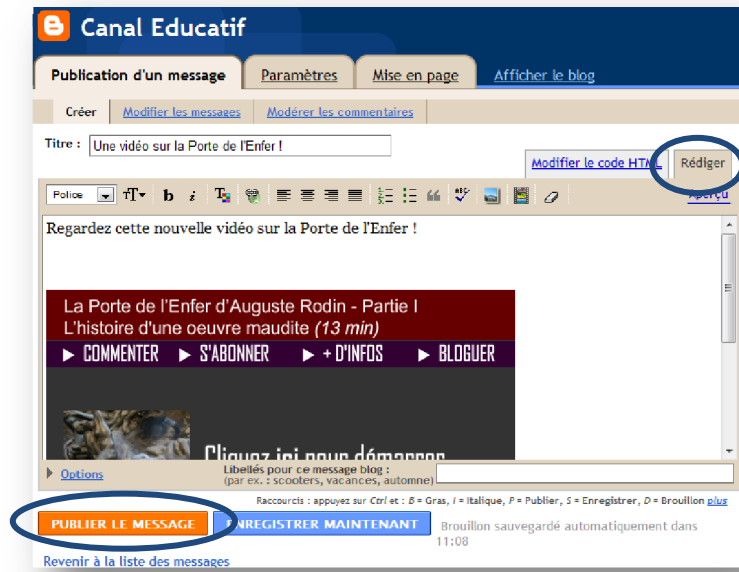 Canal Educatif
Publication d'un message Paramètres Mise en page Afficher le blog
Créer Modifier les messages Modérer les commentaires
Titre : Une vidéo sur la Porte de l'Enfer !
Modifier le code HTML Rédiger
Police Aperçu
Regardez cette nouvelle vidéo sur la Porte de l'Enfer !
La Porte de l'Enfer d'Auguste Rodin - Partie I
L'histoire d'une oeuvre maudite (13 min)
COMMENTER S'ABONNER + D'INFOS BLOGUER
Cliquez ici pour démarrer
Options Libellés pour ce message blog :
(par ex. : scooters, vacances, automne)
Raccourcis : appuyez sur Ctrl et : B = Gras, I = Italique, P = Publier, S = Enregistrer, D = Brouillon plus
PUBLIER LE MESSAGE ENREGISTRER MAINTENANT Brouillon sauvegardé automatiquement dans
11:08
Revenir à la liste des messages